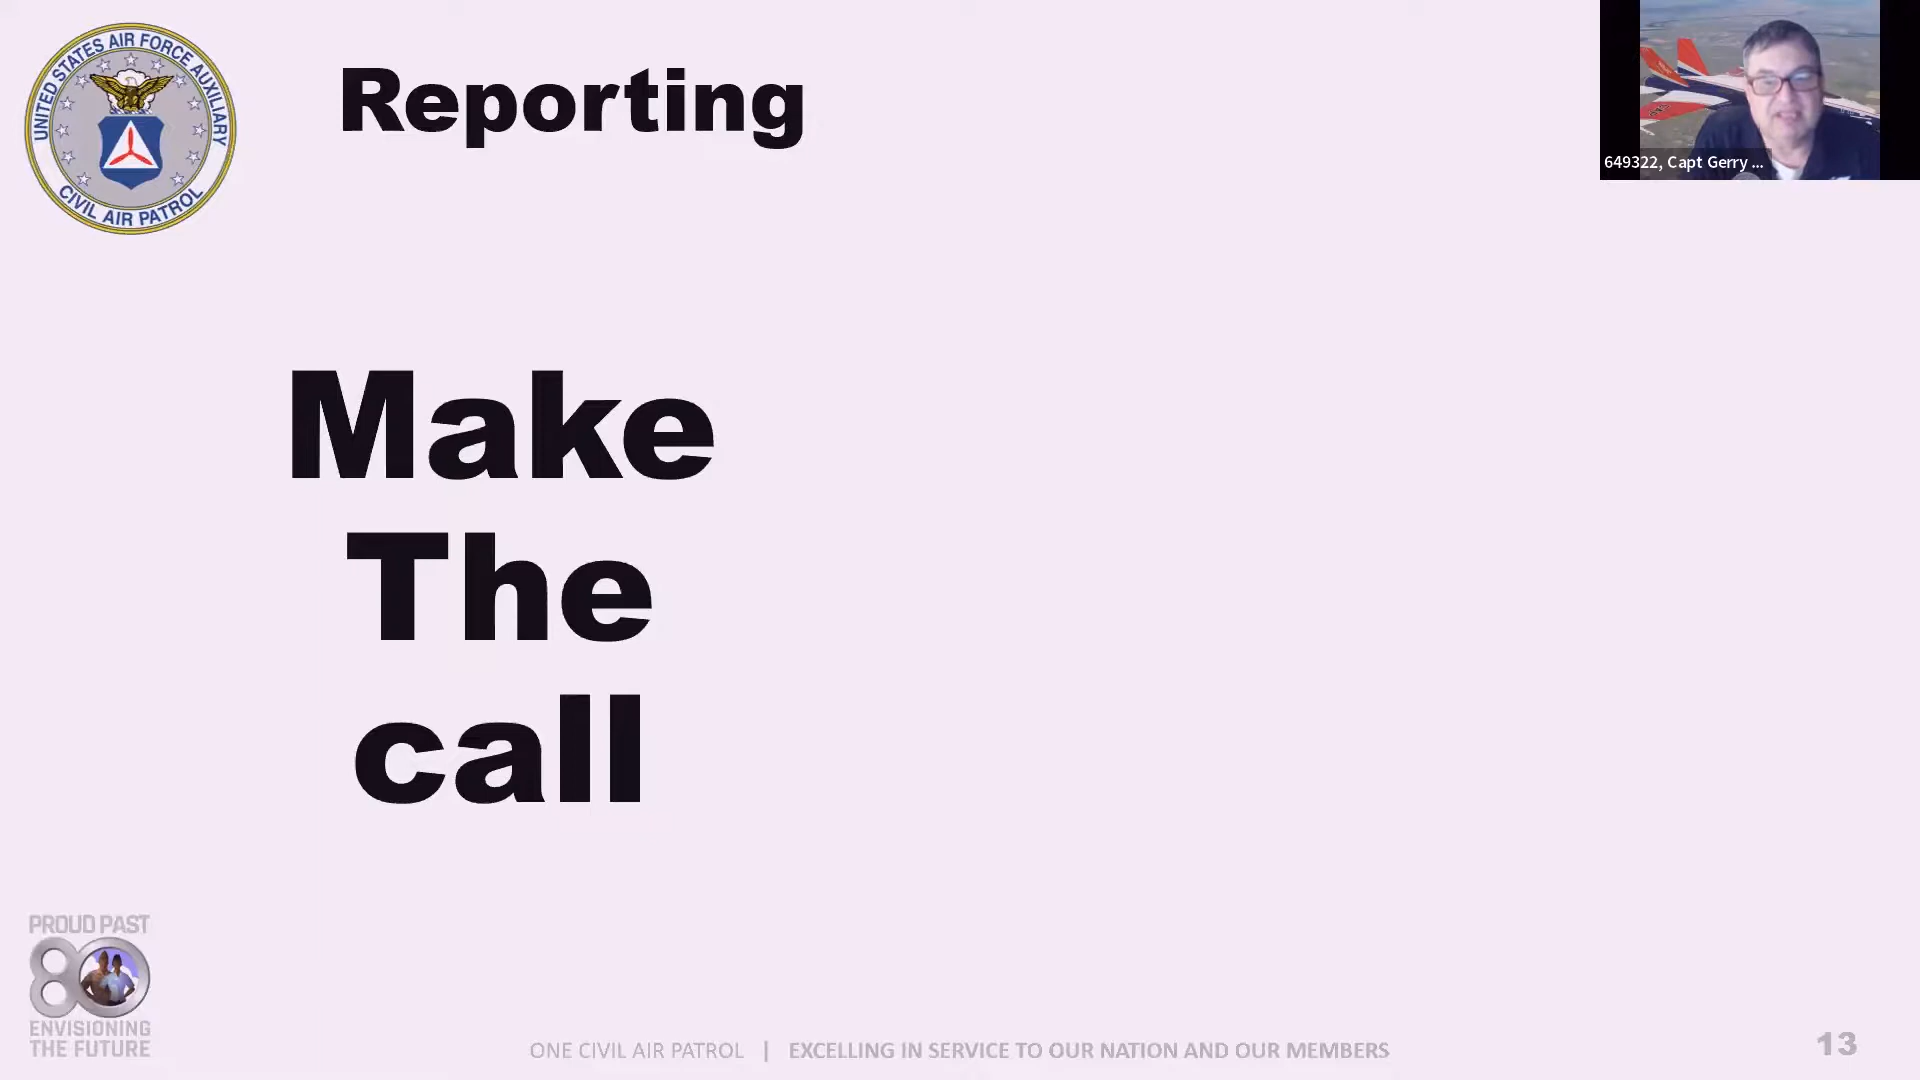 UNITED STATES AIR FORCE AUXILIARY
CIVIL AIR PATROL
Reporting
649322, Capt Gerry ...
Make
The
call
PROUD PAST
80
ENVISIONING
THE FUTURE
ONE CIVIL AIR PATROL | EXCELLING IN SERVICE TO OUR NATION AND OUR MEMBERS
13